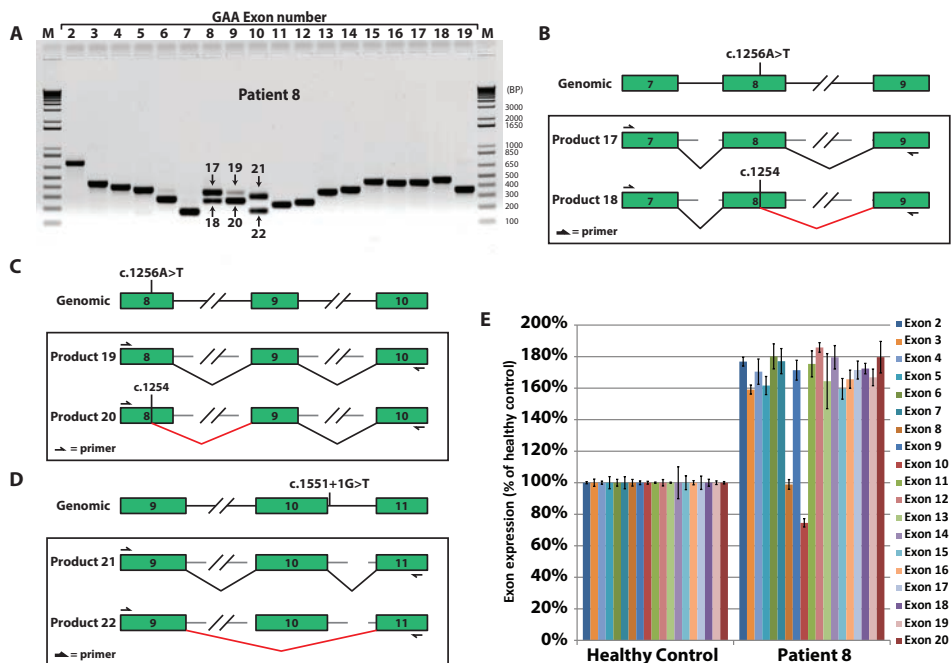 A
GAA Exon number
M 2 3 4 5 6 7 8 9 10 11 12 13 14 15 16 17 18 19 M
Patient 8
17 19 21
18 20 22
(BP)
3000
2000
1650
1000
850
650
500
400
300
200
100
B
c.1256A>T
Genomic 7 8 9
Product 17 7 8 9
c.1254
Product 18 7 8 9
= primer
C
c.1256A>T
Genomic 8 9 10
Product 19 8 9 10
c.1254
Product 20 8 9 10
= primer
D
c.1551+1G>T
Genomic 9 10 11
Product 21 9 10 11
Product 22 9 10 11
= primer
E
Exon expression (% of healthy control)
200%
180%
160%
140%
120%
100%
80%
60%
40%
20%
0%
Healthy Control Patient 8
Exon 2
Exon 3
Exon 4
Exon 5
Exon 6
Exon 7
Exon 8
Exon 9
Exon 10
Exon 11
Exon 12
Exon 13
Exon 14
Exon 15
Exon 16
Exon 17
Exon 18
Exon 19
Exon 20